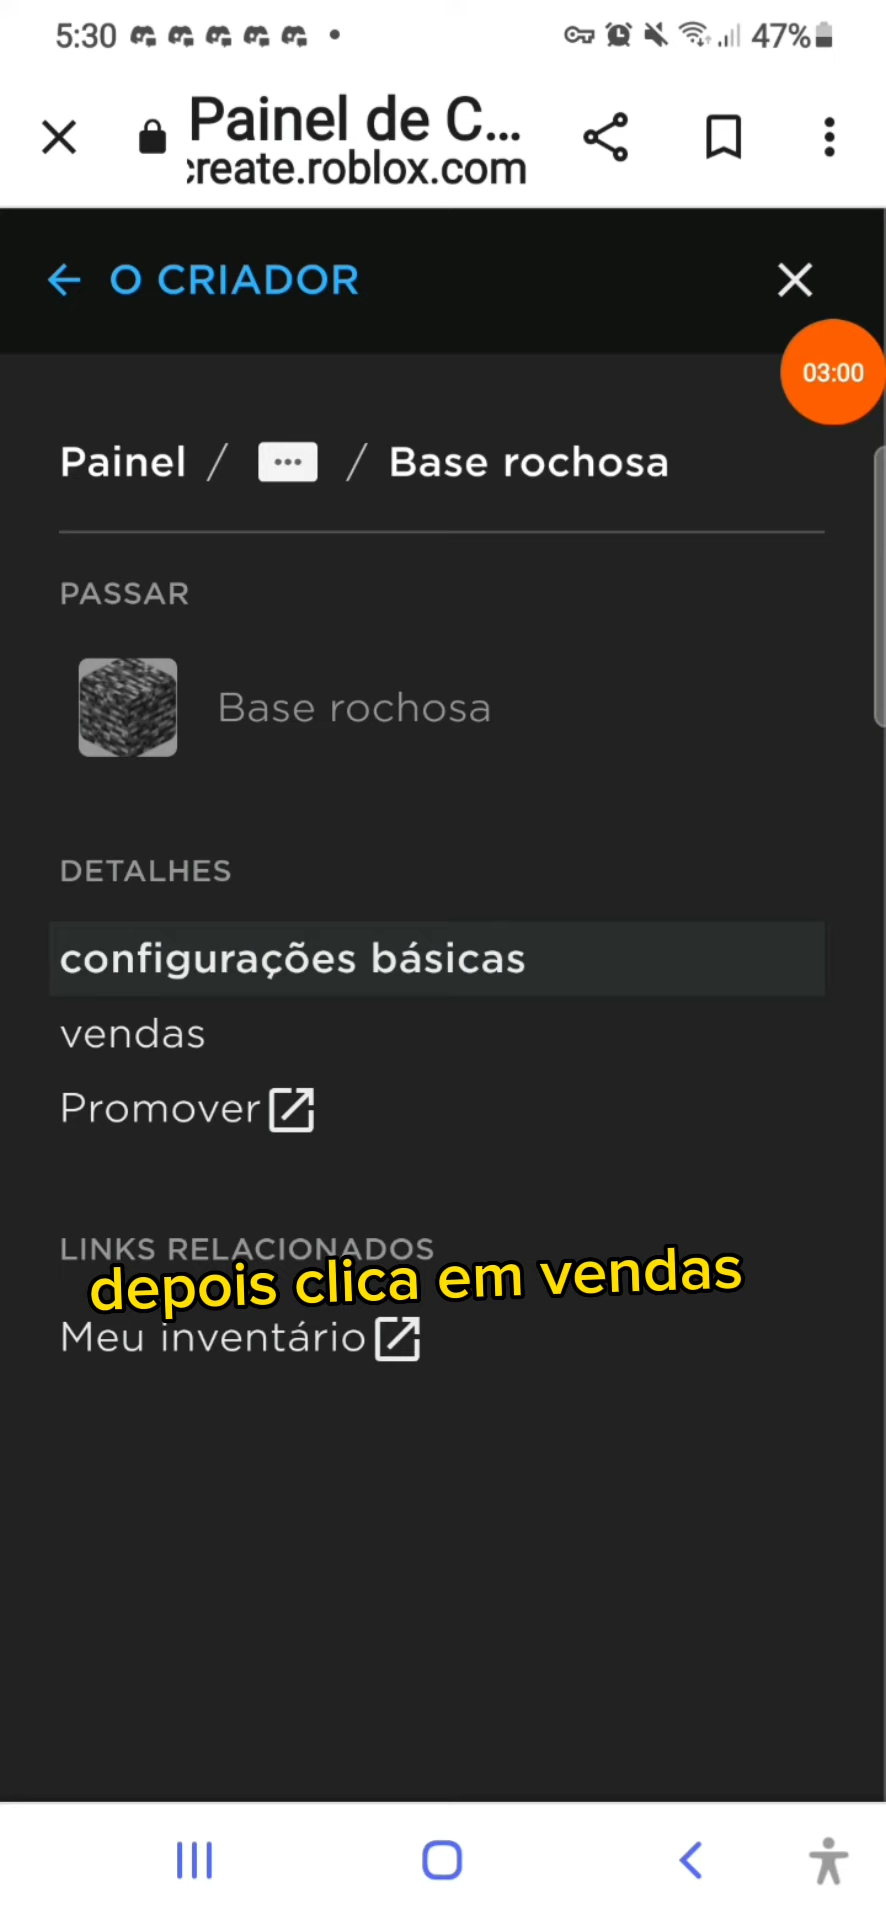 5:30
47%
Painel de C...
create.roblox.com
O CRIADOR
03:00
Painel / ... / Base rochosa
PASSAR
Base rochosa
DETALHES
configurações básicas
vendas
Promover
LINKS RELACIONADOS
depois clica em vendas
Meu inventário